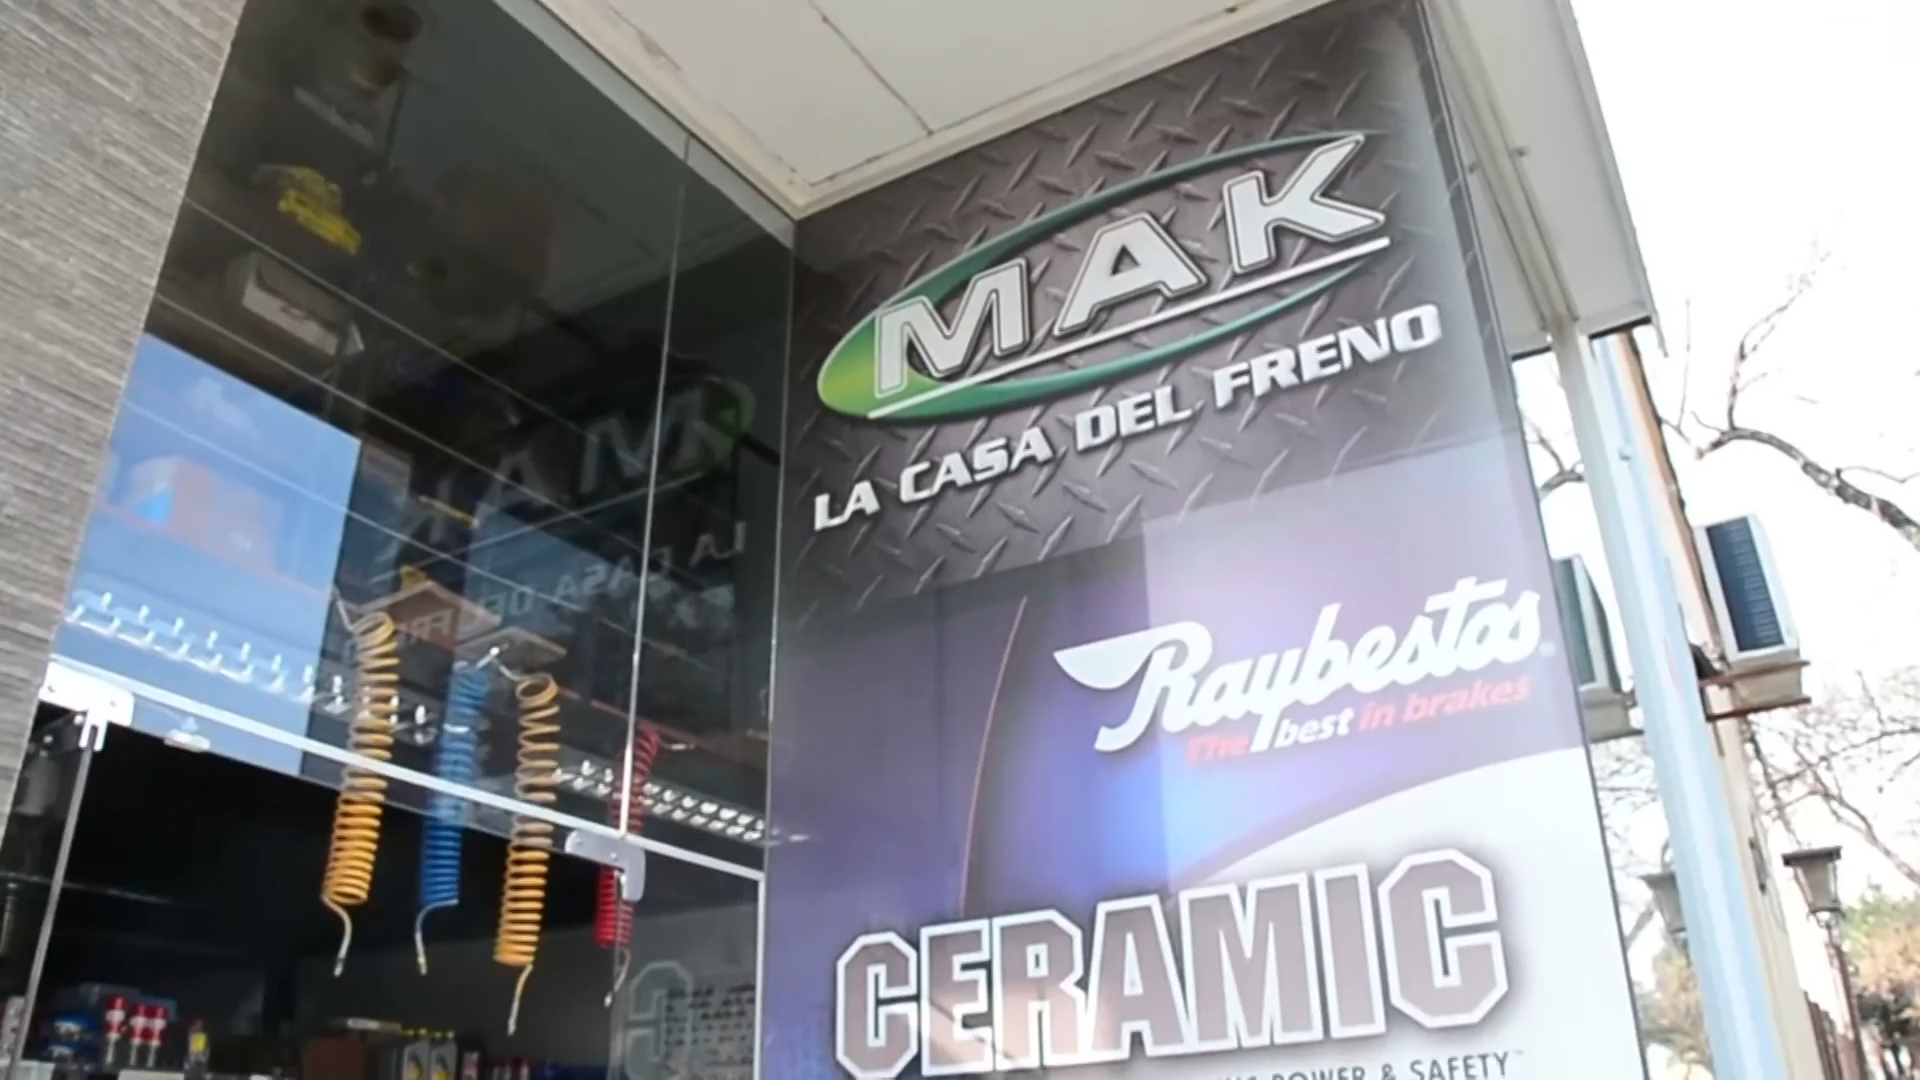 MAK
LA CASA DEL FRENO
Raybestos
The best in brakes
CERAMIC
POWER & SAFETY